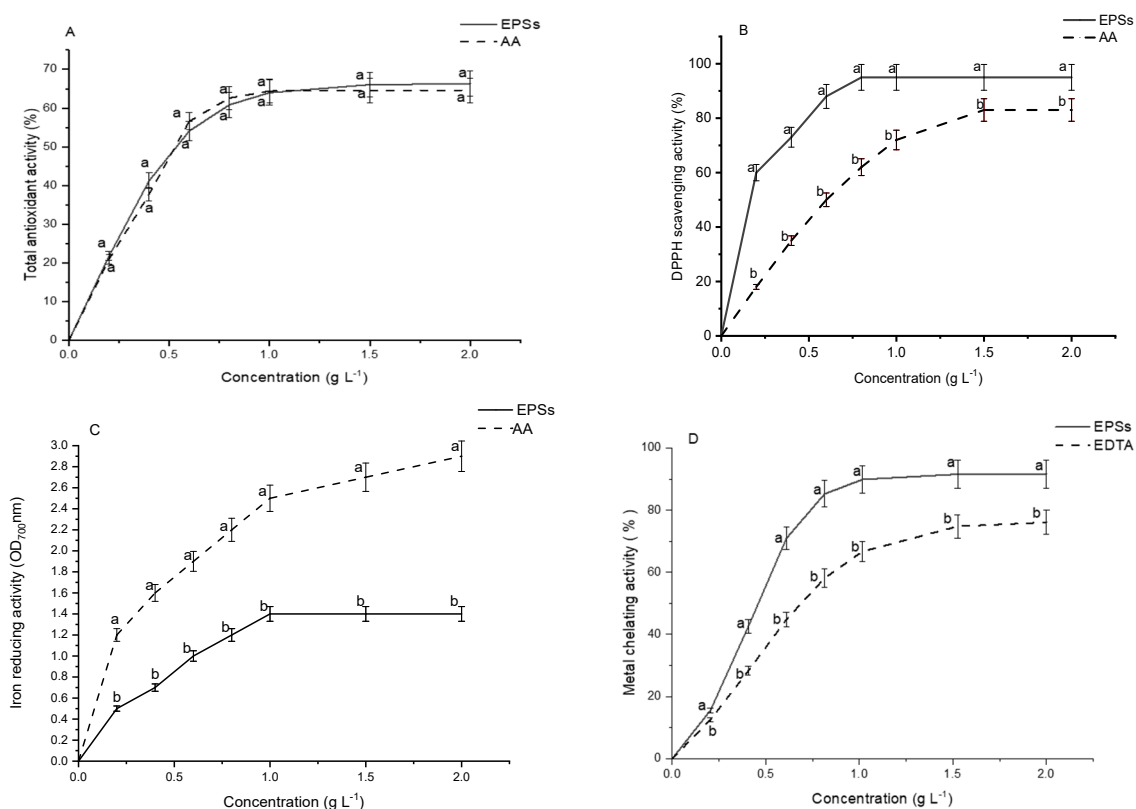 A
EPSs
AA
Total antioxidant activity (%)
70
60
50
40
30
20
10
0
a a a a a a a
a a a a a a a
0.0 0.5 1.0 1.5 2.0
Concentration (g L-1)
B
EPSs
AA
DPPH scavenging activity (%)
100
80
60
40
20
0
a a a a a a a
b b b b b b b
0.0 0.5 1.0 1.5 2.0
Concentration (g L-1)
C
EPSs
AA
Iron reducing activity (OD700nm)
3.0
2.8
2.6
2.4
2.2
2.0
1.8
1.6
1.4
1.2
1.0
0.8
0.6
0.4
0.2
0.0
a a a a a a a
b b b b b b b
0.0 0.5 1.0 1.5 2.0
Concentration (g L-1)
D
EPSs
EDTA
Metal chelating activity ( % )
100
80
60
40
20
0
a a a a a a a
b b b b b b b
0.0 0.5 1.0 1.5 2.0
Concentration (g L-1)